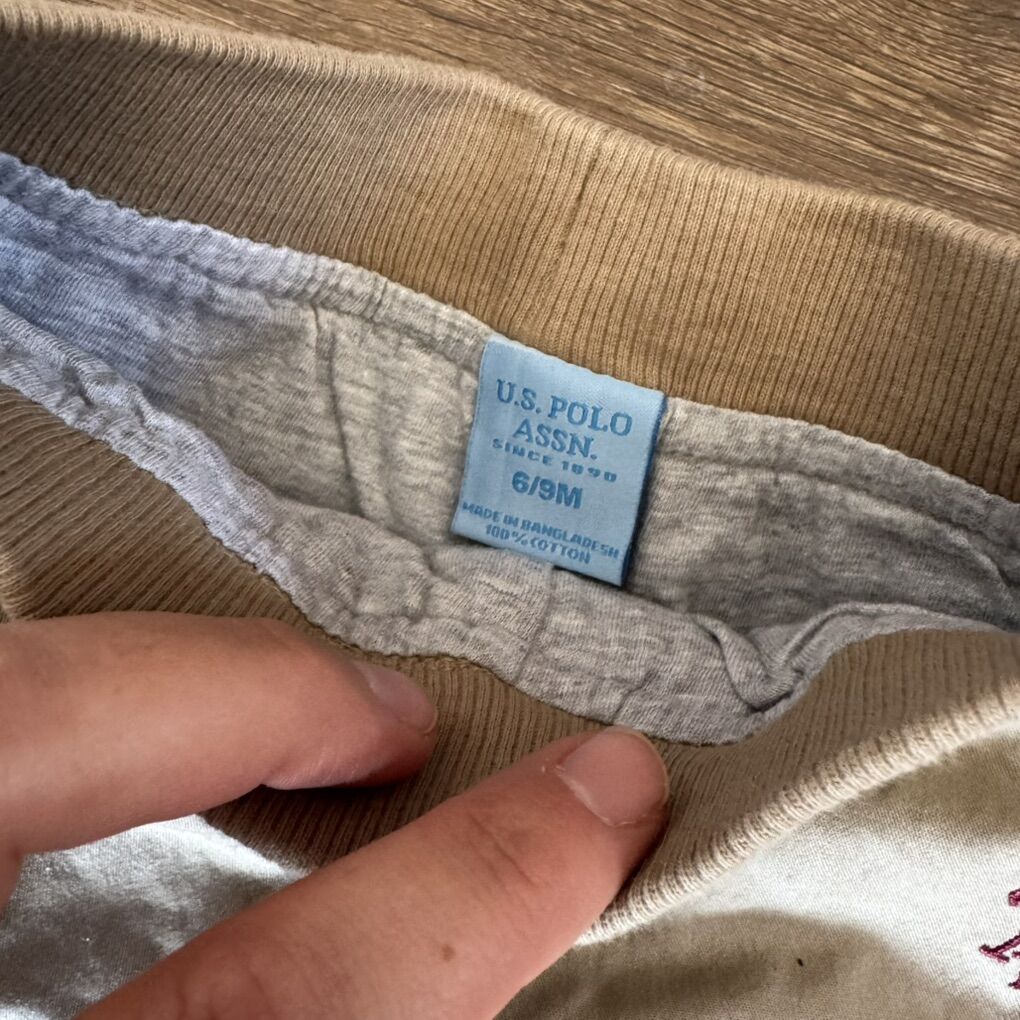 U.S. POLO
ASSN.
SINCE 1890
6/9M
MADE IN BANGLADESH
100% COTTON